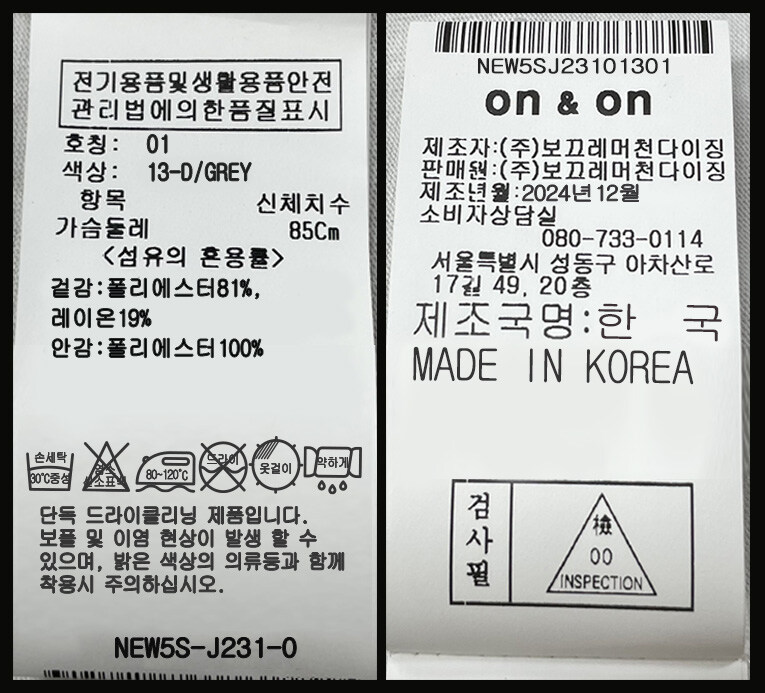 전기용품및생활용품안전
관리법에의한품질표시
호칭: 01
색상: 13-D/GREY
항목 신체치수
가슴둘레 85Cm
<섬유의 혼용률>
겉감:폴리에스터81%,
레이온19%
안감:폴리에스터100%
손세탁
30℃중성
염소
산소표백
80~120℃
드라이
옷걸이
약하게
단독 드라이클리닝 제품입니다.
보풀 및 이염 현상이 발생 할 수
있으며, 밝은 색상의 의류등과 함께
착용시 주의하십시오.
NEW5S-J231-0
NEW5SJ23101301
on & on
제조자:(주)보끄레머천다이징
판매원:(주)보끄레머천다이징
제조년월:2024년12월
소비자상담실
080-733-0114
서울특별시 성동구 아차산로
17길 49, 20층
제조국명:한 국
MADE IN KOREA
검사필
檢
00
INSPECTION